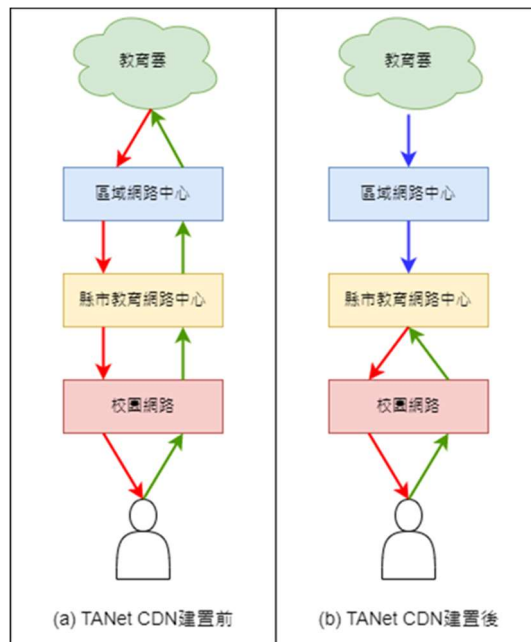 教育雲
區域網路中心
縣市教育網路中心
校園網路
(a) TANet CDN建置前
教育雲
區域網路中心
縣市教育網路中心
校園網路
(b) TANet CDN建置後